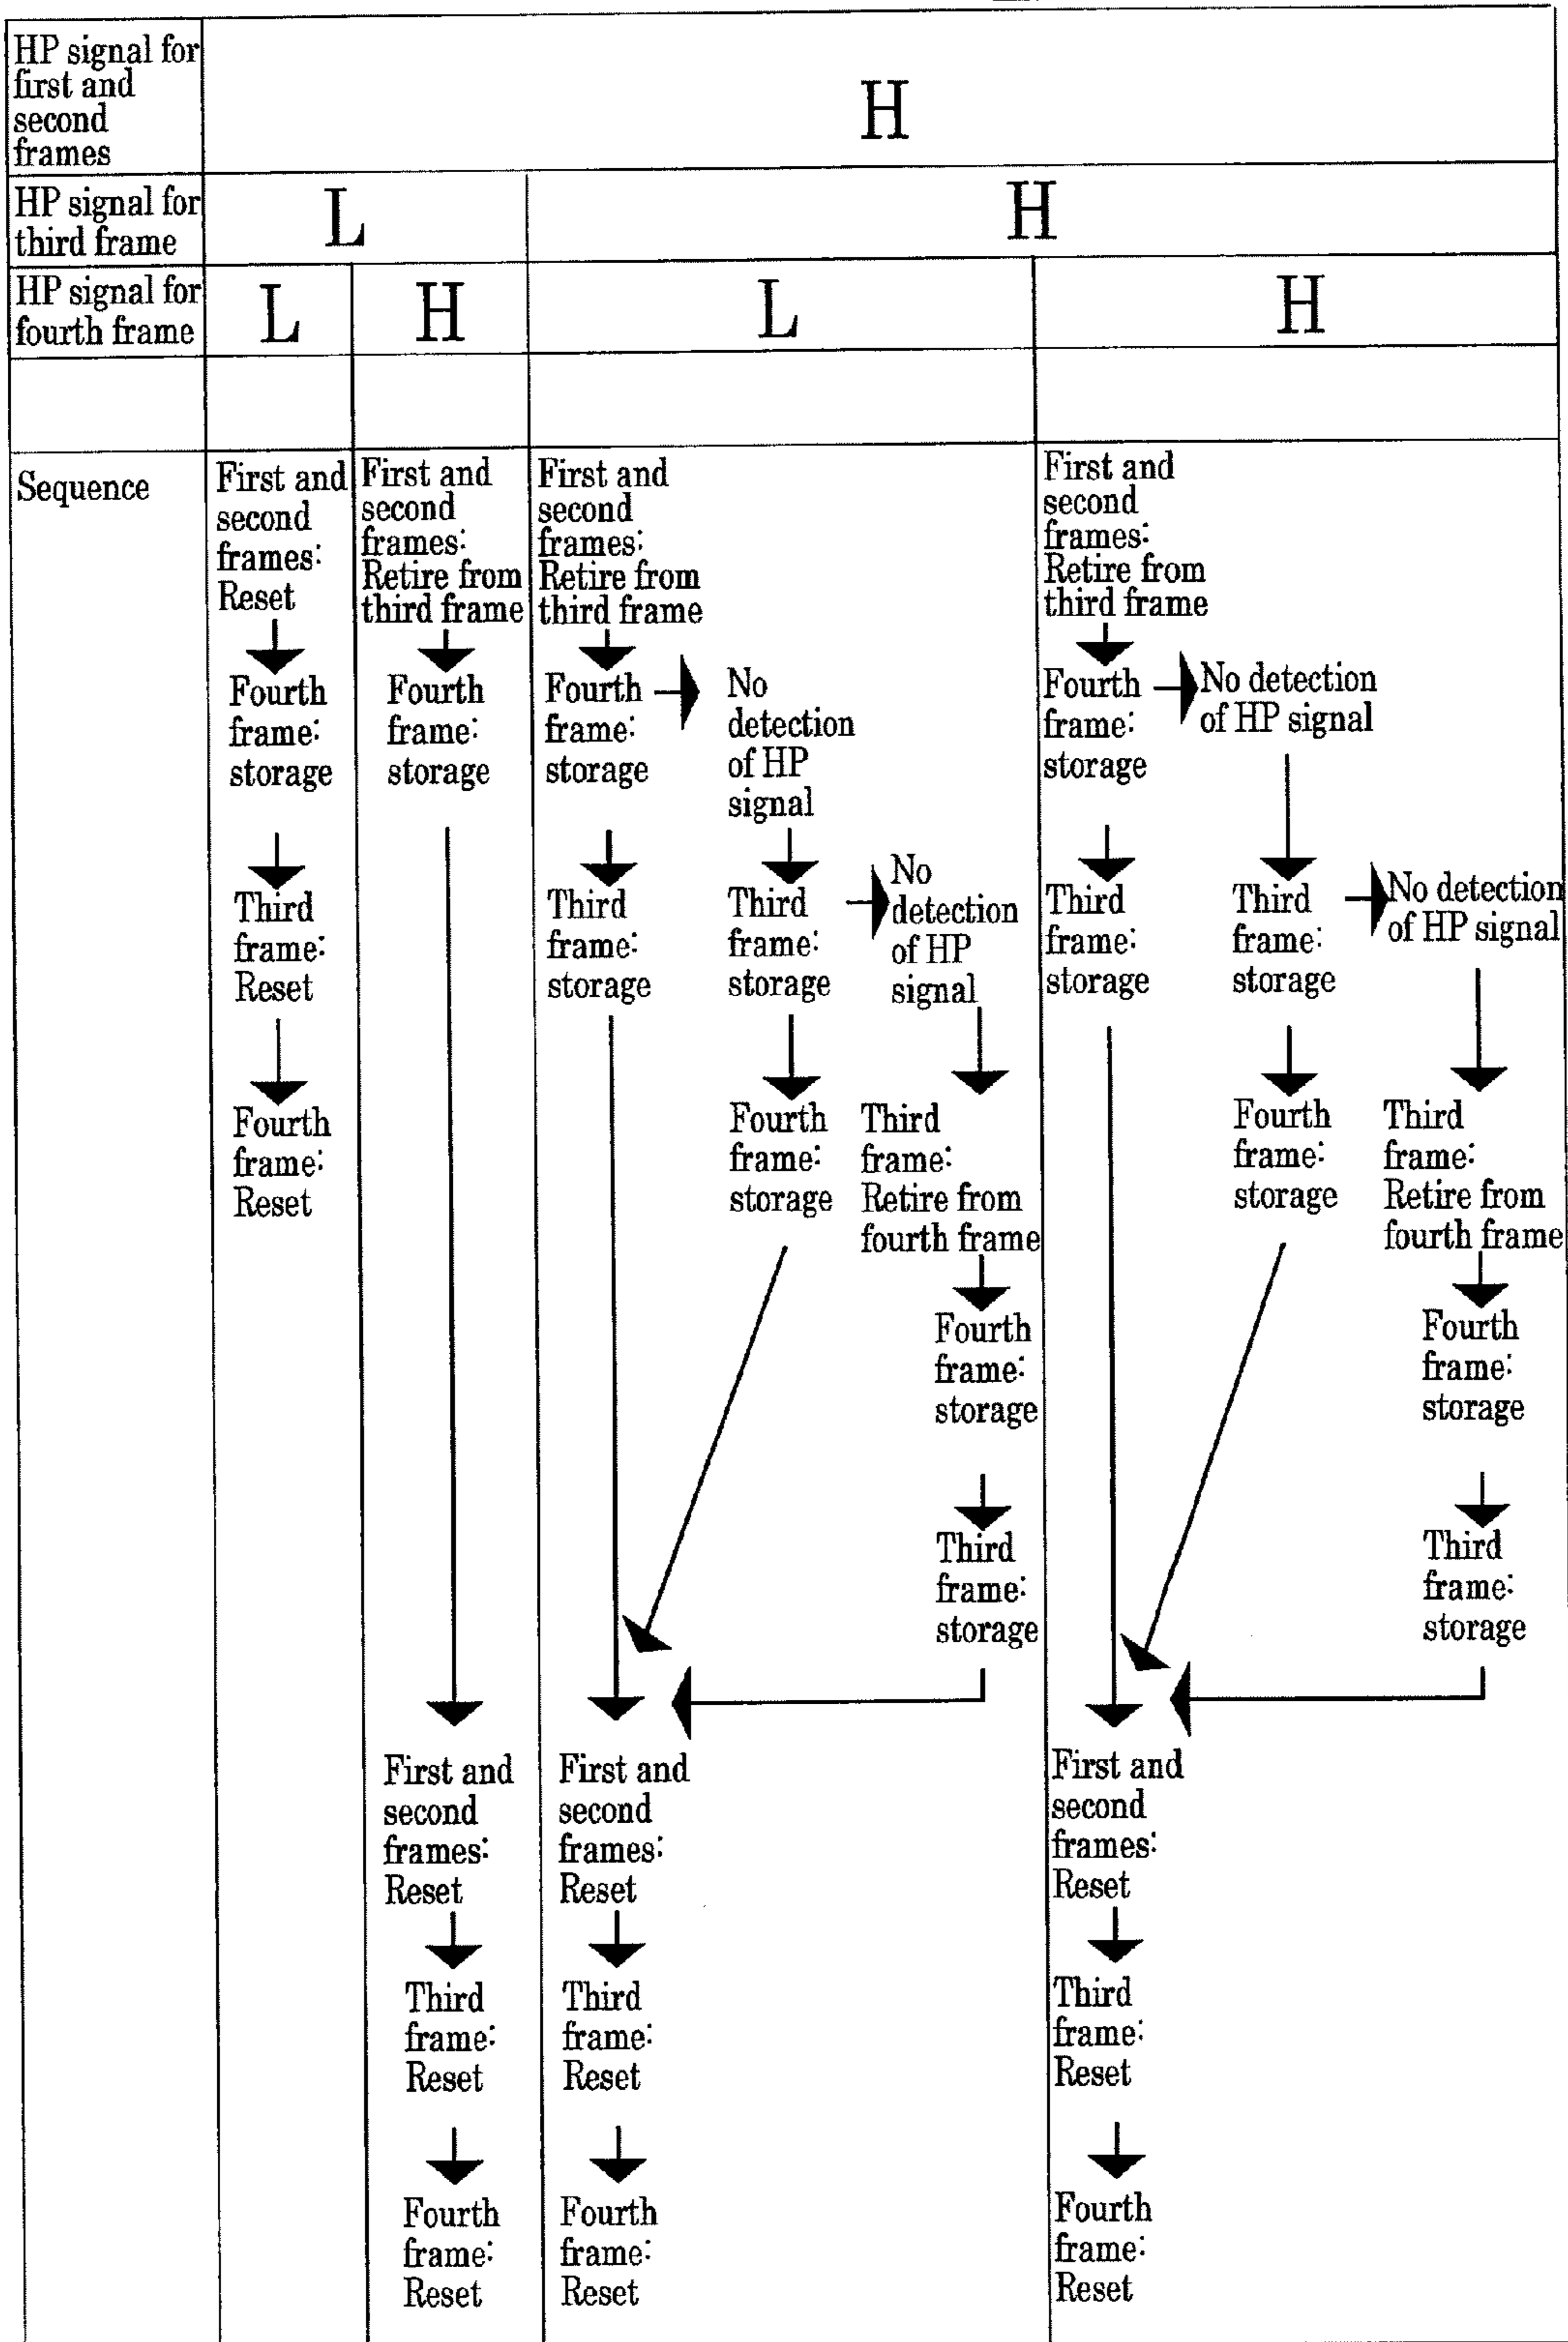 HP signal for
first and
second
frames
H
HP signal for
third frame
L
H
HP signal for
fourth frame
L
H
L
H
Sequence
First and
second
frames:
Reset
Fourth
frame:
storage
Third
frame:
Reset
Fourth
frame:
Reset
First and
second
frames:
Retire from
third frame
Fourth
frame:
storage
First and
second
frames:
Reset
Third
frame:
Reset
Fourth
frame:
Reset
First and
second
frames:
Retire from
third frame
Fourth
frame:
storage
No
detection
of HP
signal
Third
frame:
storage
Third
frame:
storage
No
detection
of HP
signal
Fourth
frame:
storage
Third
frame:
Retire from
fourth frame
Fourth
frame:
storage
Third
frame:
storage
First and
second
frames:
Reset
Third
frame:
Reset
Fourth
frame:
Reset
First and
second
frames:
Retire from
third frame
Fourth
frame:
storage
No detection
of HP signal
Third
frame:
storage
Third
frame:
storage
No detection
of HP signal
Fourth
frame:
storage
Third
frame:
Retire from
fourth frame
Fourth
frame:
storage
Third
frame:
storage
First and
second
frames:
Reset
Third
frame:
Reset
Fourth
frame:
Reset